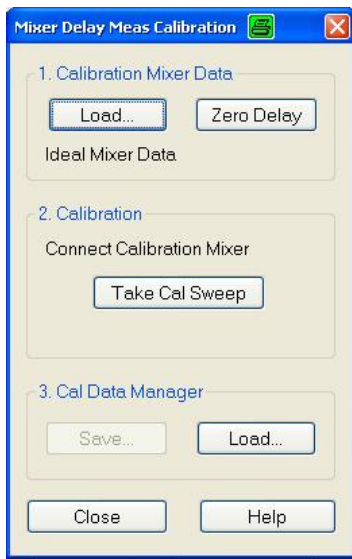 Mixer Delay Meas Calibration
1. Calibration Mixer Data
Load... Zero Delay
Ideal Mixer Data
2. Calibration
Connect Calibration Mixer
Take Cal Sweep
3. Cal Data Manager
Save... Load...
Close Help